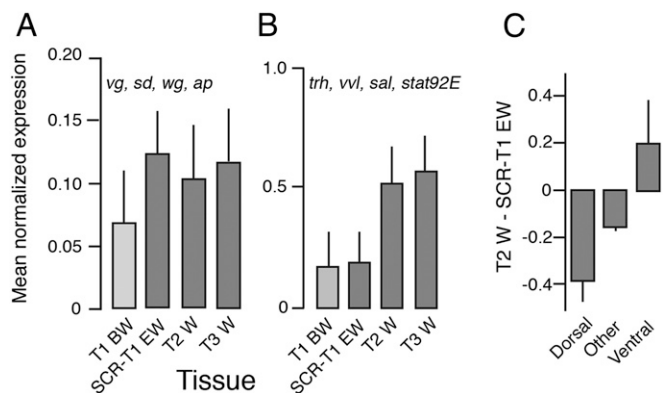 A
B
C
Mean normalized expression
0.20
0.15
0.10
0.05
0
vg, sd, wg, ap
T1 BW
SCR-T1 EW
T2 W
T3 W
1.0
0.5
0
trh, vvl, sal, stat92E
T1 BW
SCR-T1 EW
T2 W
T3 W
Tissue
T2 W - SCR-T1 EW
0.4
0.2
0
-0.2
-0.4
Dorsal
Other
Ventral